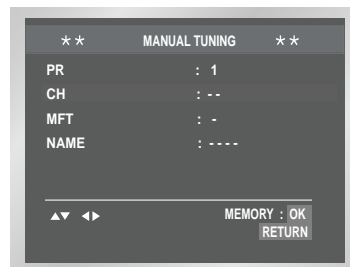 ** MANUAL TUNING **
PR : 1
CH : --
MFT : -
NAME : ----
▲▼ ◀▶ MEMORY : OK
RETURN